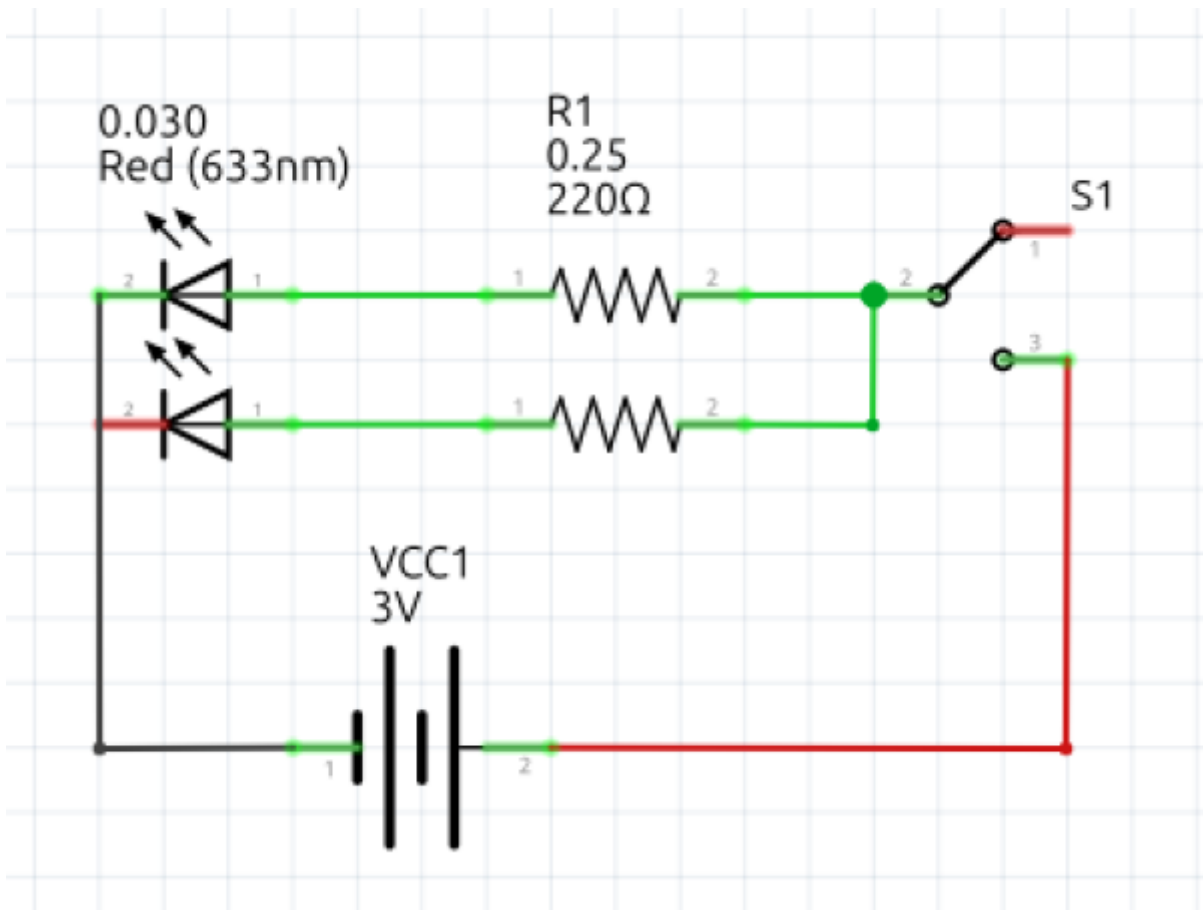 0.030
Red (633nm)
R1
0.25
220Ω
S1
1
2 1 1 2 2
3
2 1 1 2
VCC1
3V
1 2